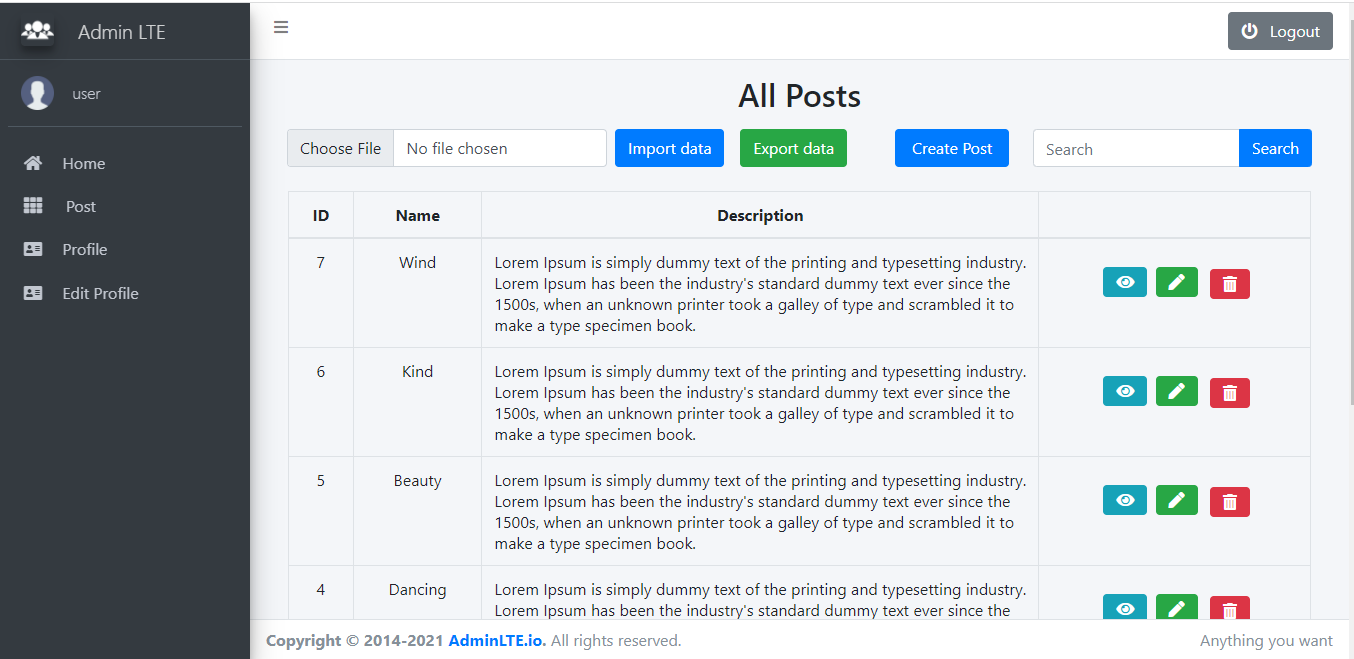 Admin LTE
Logout
user
Home
Post
Profile
Edit Profile
All Posts
Choose File No file chosen Import data Export data Create Post Search Search
ID Name Description
7 Wind Lorem Ipsum is simply dummy text of the printing and typesetting industry.
Lorem Ipsum has been the industry's standard dummy text ever since the
1500s, when an unknown printer took a galley of type and scrambled it to
make a type specimen book.
6 Kind Lorem Ipsum is simply dummy text of the printing and typesetting industry.
Lorem Ipsum has been the industry's standard dummy text ever since the
1500s, when an unknown printer took a galley of type and scrambled it to
make a type specimen book.
5 Beauty Lorem Ipsum is simply dummy text of the printing and typesetting industry.
Lorem Ipsum has been the industry's standard dummy text ever since the
1500s, when an unknown printer took a galley of type and scrambled it to
make a type specimen book.
4 Dancing Lorem Ipsum is simply dummy text of the printing and typesetting industry.
Lorem Ipsum has been the industry's standard dummy text ever since the
Copyright © 2014-2021 AdminLTE.io. All rights reserved. Anything you want